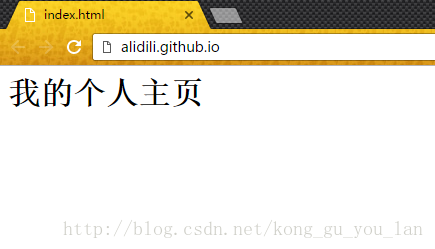 index.html
alidili.github.io
我的个人主页
http://blog.csdn.net/kong_gu_you_lan